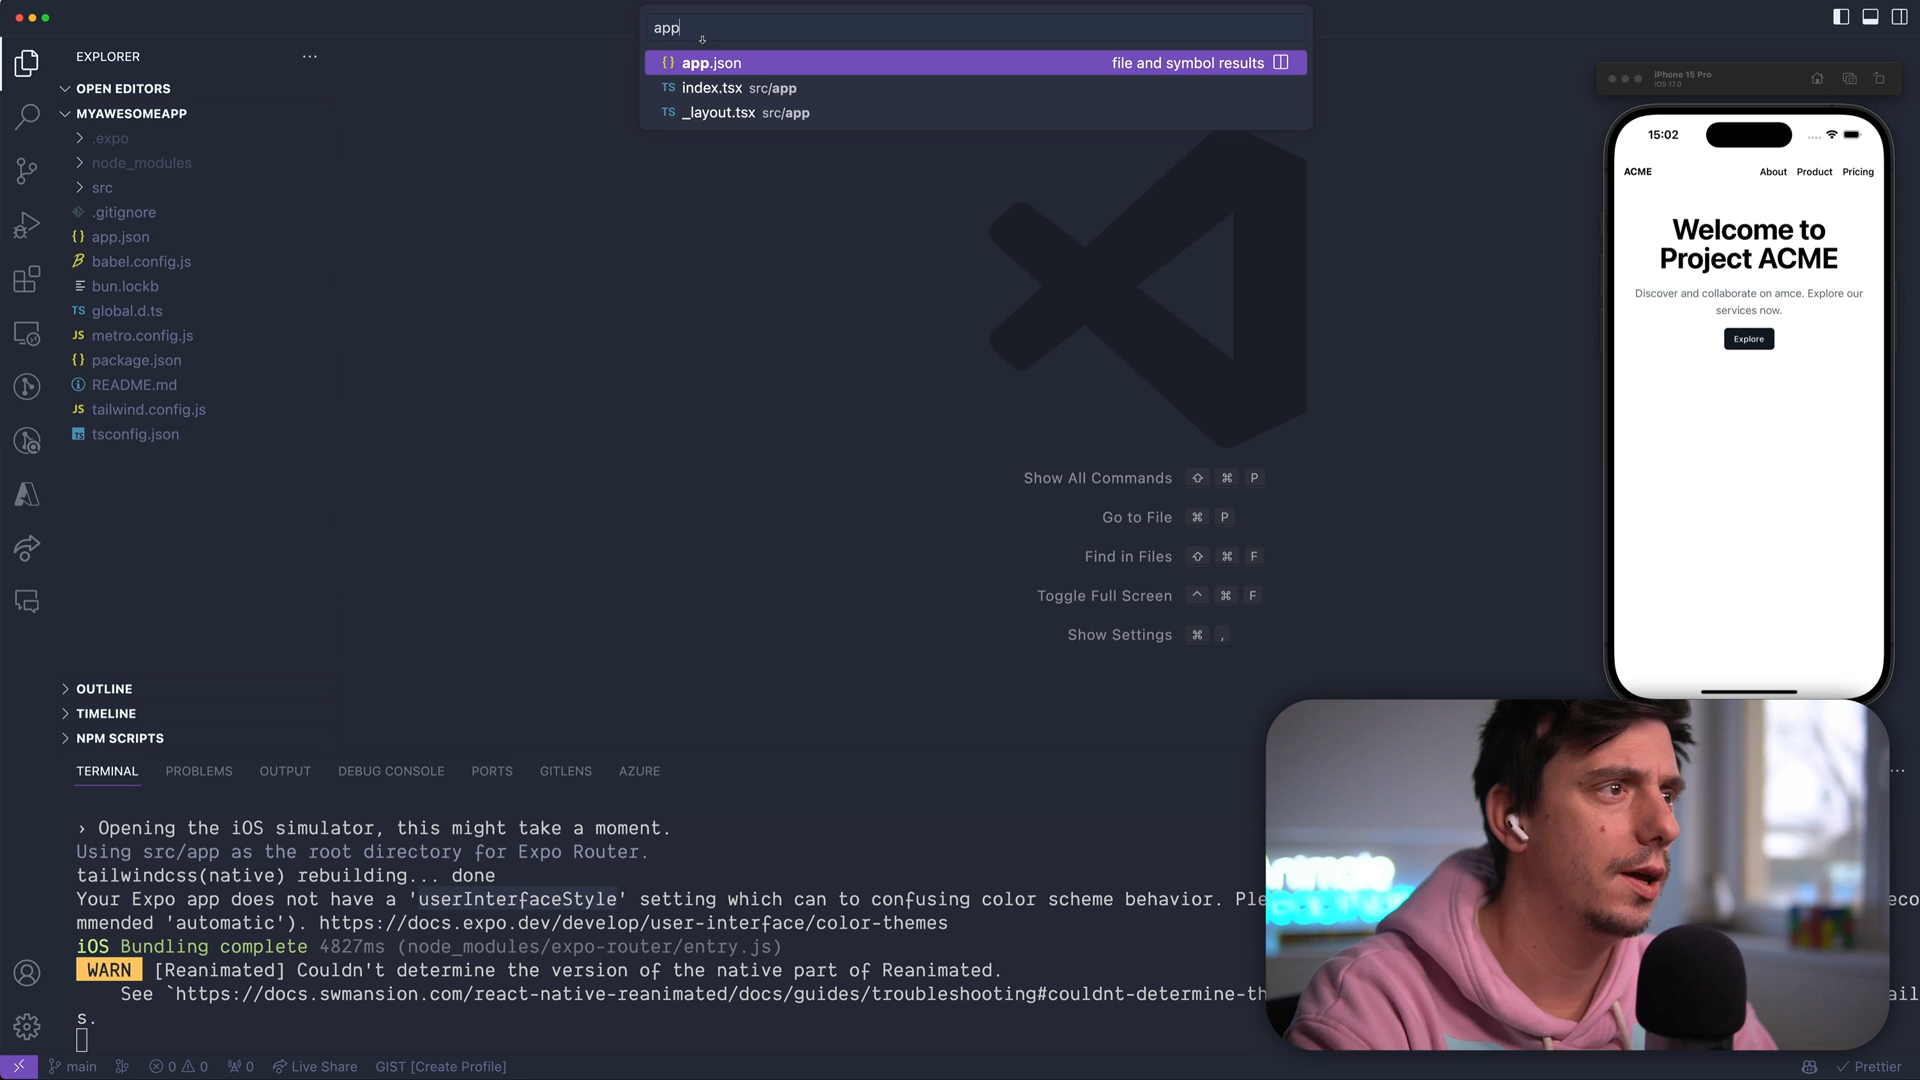 app
app.json file and symbol results
TS index.tsx src/app
TS _layout.tsx src/app
EXPLORER
OPEN EDITORS
MYAWESOMEAPP
.expo
node_modules
src
.gitignore
app.json
babel.config.js
bun.lockb
TS global.d.ts
JS metro.config.js
package.json
README.md
JS tailwind.config.js
TS tsconfig.json
OUTLINE
TIMELINE
NPM SCRIPTS
Show All Commands ⇧ ⌘ P
Go to File ⌘ P
Find in Files ⇧ ⌘ F
Toggle Full Screen ^ ⌘ F
Show Settings ⌘ ,
iPhone 15 Pro
iOS 17.0
15:02
ACME About Product Pricing
Welcome to
Project ACME
Discover and collaborate on amce. Explore our
services now.
Explore
TERMINAL PROBLEMS OUTPUT DEBUG CONSOLE PORTS GITLENS AZURE
› Opening the iOS simulator, this might take a moment.
Using src/app as the root directory for Expo Router.
tailwindcss(native) rebuilding... done
Your Expo app does not have a 'userInterfaceStyle' setting which can to confusing color scheme behavior. Ple
mmended 'automatic'). https://docs.expo.dev/develop/user-interface/color-themes
iOS Bundling complete 4827ms (node_modules/expo-router/entry.js)
WARN [Reanimated] Couldn't determine the version of the native part of Reanimated.
See `https://docs.swmansion.com/react-native-reanimated/docs/guides/troubleshooting#couldnt-determine-th
s.
main 0 0 0 Live Share GIST [Create Profile] Prettier